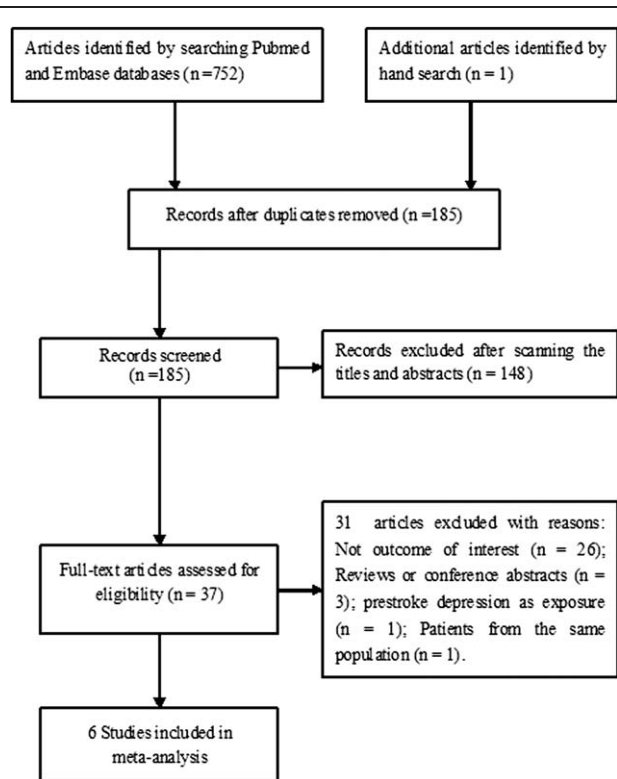 Articles identified by searching Pubmed
and Embase databases (n =752)
Additional articles identified by
hand search (n = 1)
Records after duplicates removed (n =185)
Records screened
(n =185)
Records excluded after scanning the
titles and abstracts (n = 148)
Full-text articles assessed for
eligibility (n = 37)
31 articles excluded with reasons:
Not outcome of interest (n = 26);
Reviews or conference abstracts (n =
3); prestroke depression as exposure
(n = 1); Patients from the same
population (n = 1).
6 Studies included in
meta-analysis